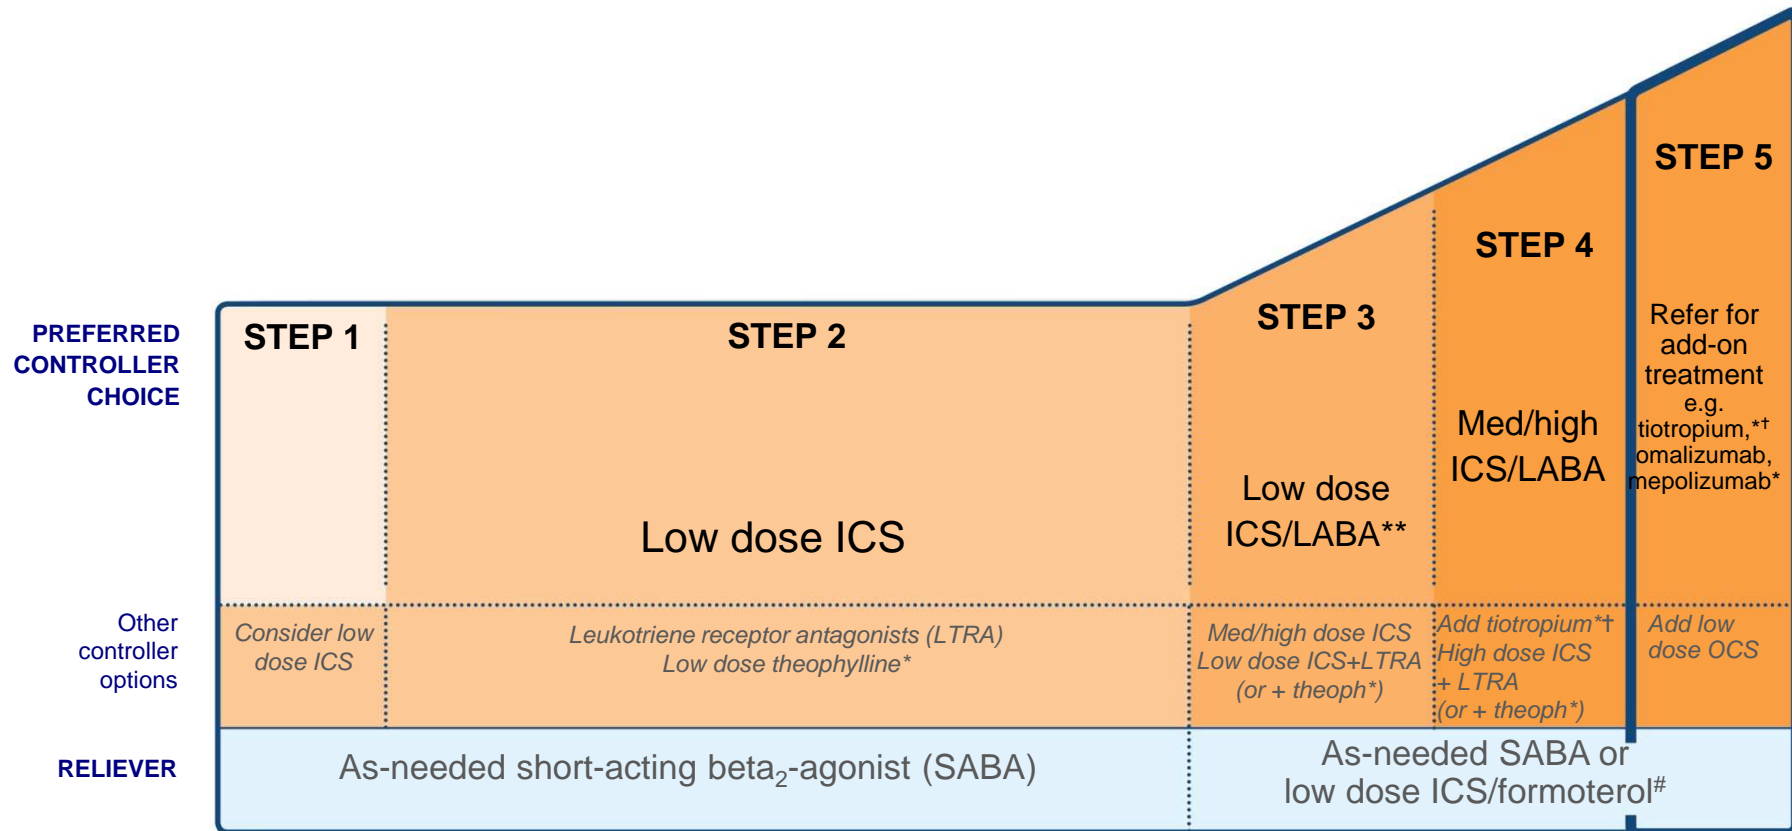 STEP 5
STEP 4
STEP 3
PREFERRED
CONTROLLER
CHOICE
STEP 1
STEP 2
Refer for
add-on
treatment
e.g.
tiotropium,*†
omalizumab,
mepolizumab*
Med/high
ICS/LABA
Low dose
ICS/LABA**
Low dose ICS
Other
controller
options
Consider low
dose ICS
Leukotriene receptor antagonists (LTRA)
Low dose theophylline*
Med/high dose ICS
Low dose ICS+LTRA
(or + theoph*)
Add tiotropium*†
High dose ICS
+ LTRA
(or + theoph*)
Add low
dose OCS
RELIEVER
As-needed short-acting beta₂-agonist (SABA)
As-needed SABA or
low dose ICS/formoterol#